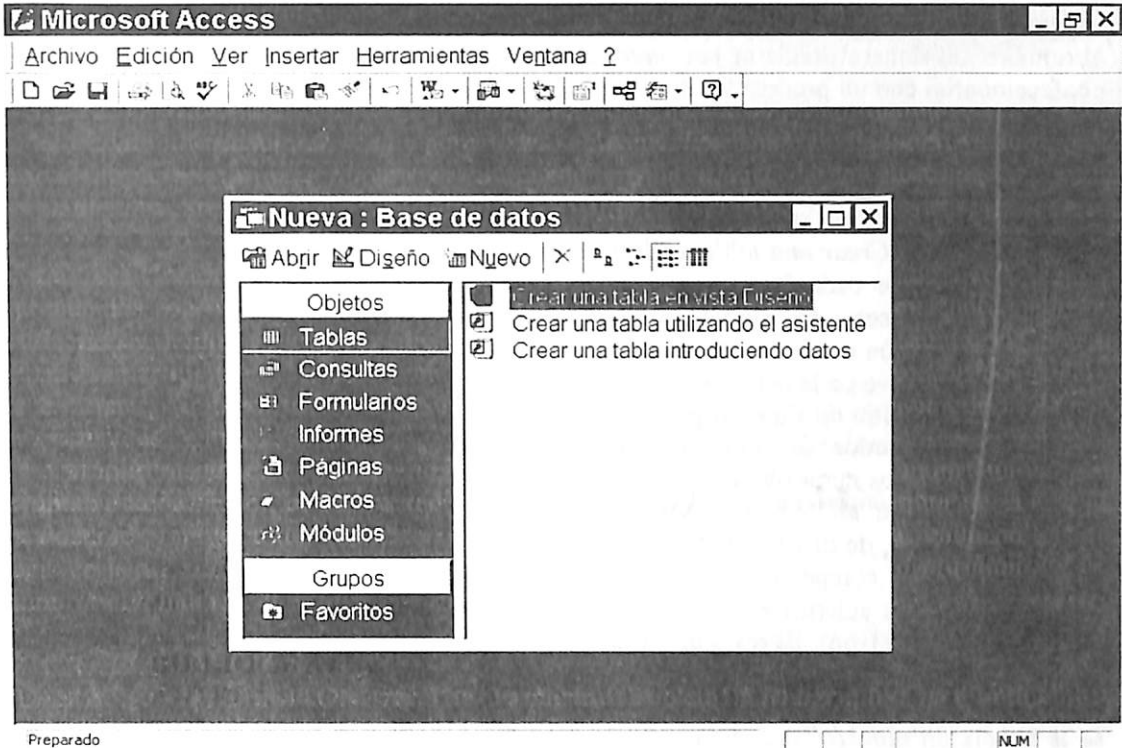 Microsoft Access
Archivo Edición Ver Insertar Herramientas Ventana ?
Nueva : Base de datos
Abrir Diseño Nuevo
Objetos
Tablas
Consultas
Formularios
Informes
Páginas
Macros
Módulos
Grupos
Favoritos
Crear una tabla en vista Diseño
Crear una tabla utilizando el asistente
Crear una tabla introduciendo datos
Preparado
NUM